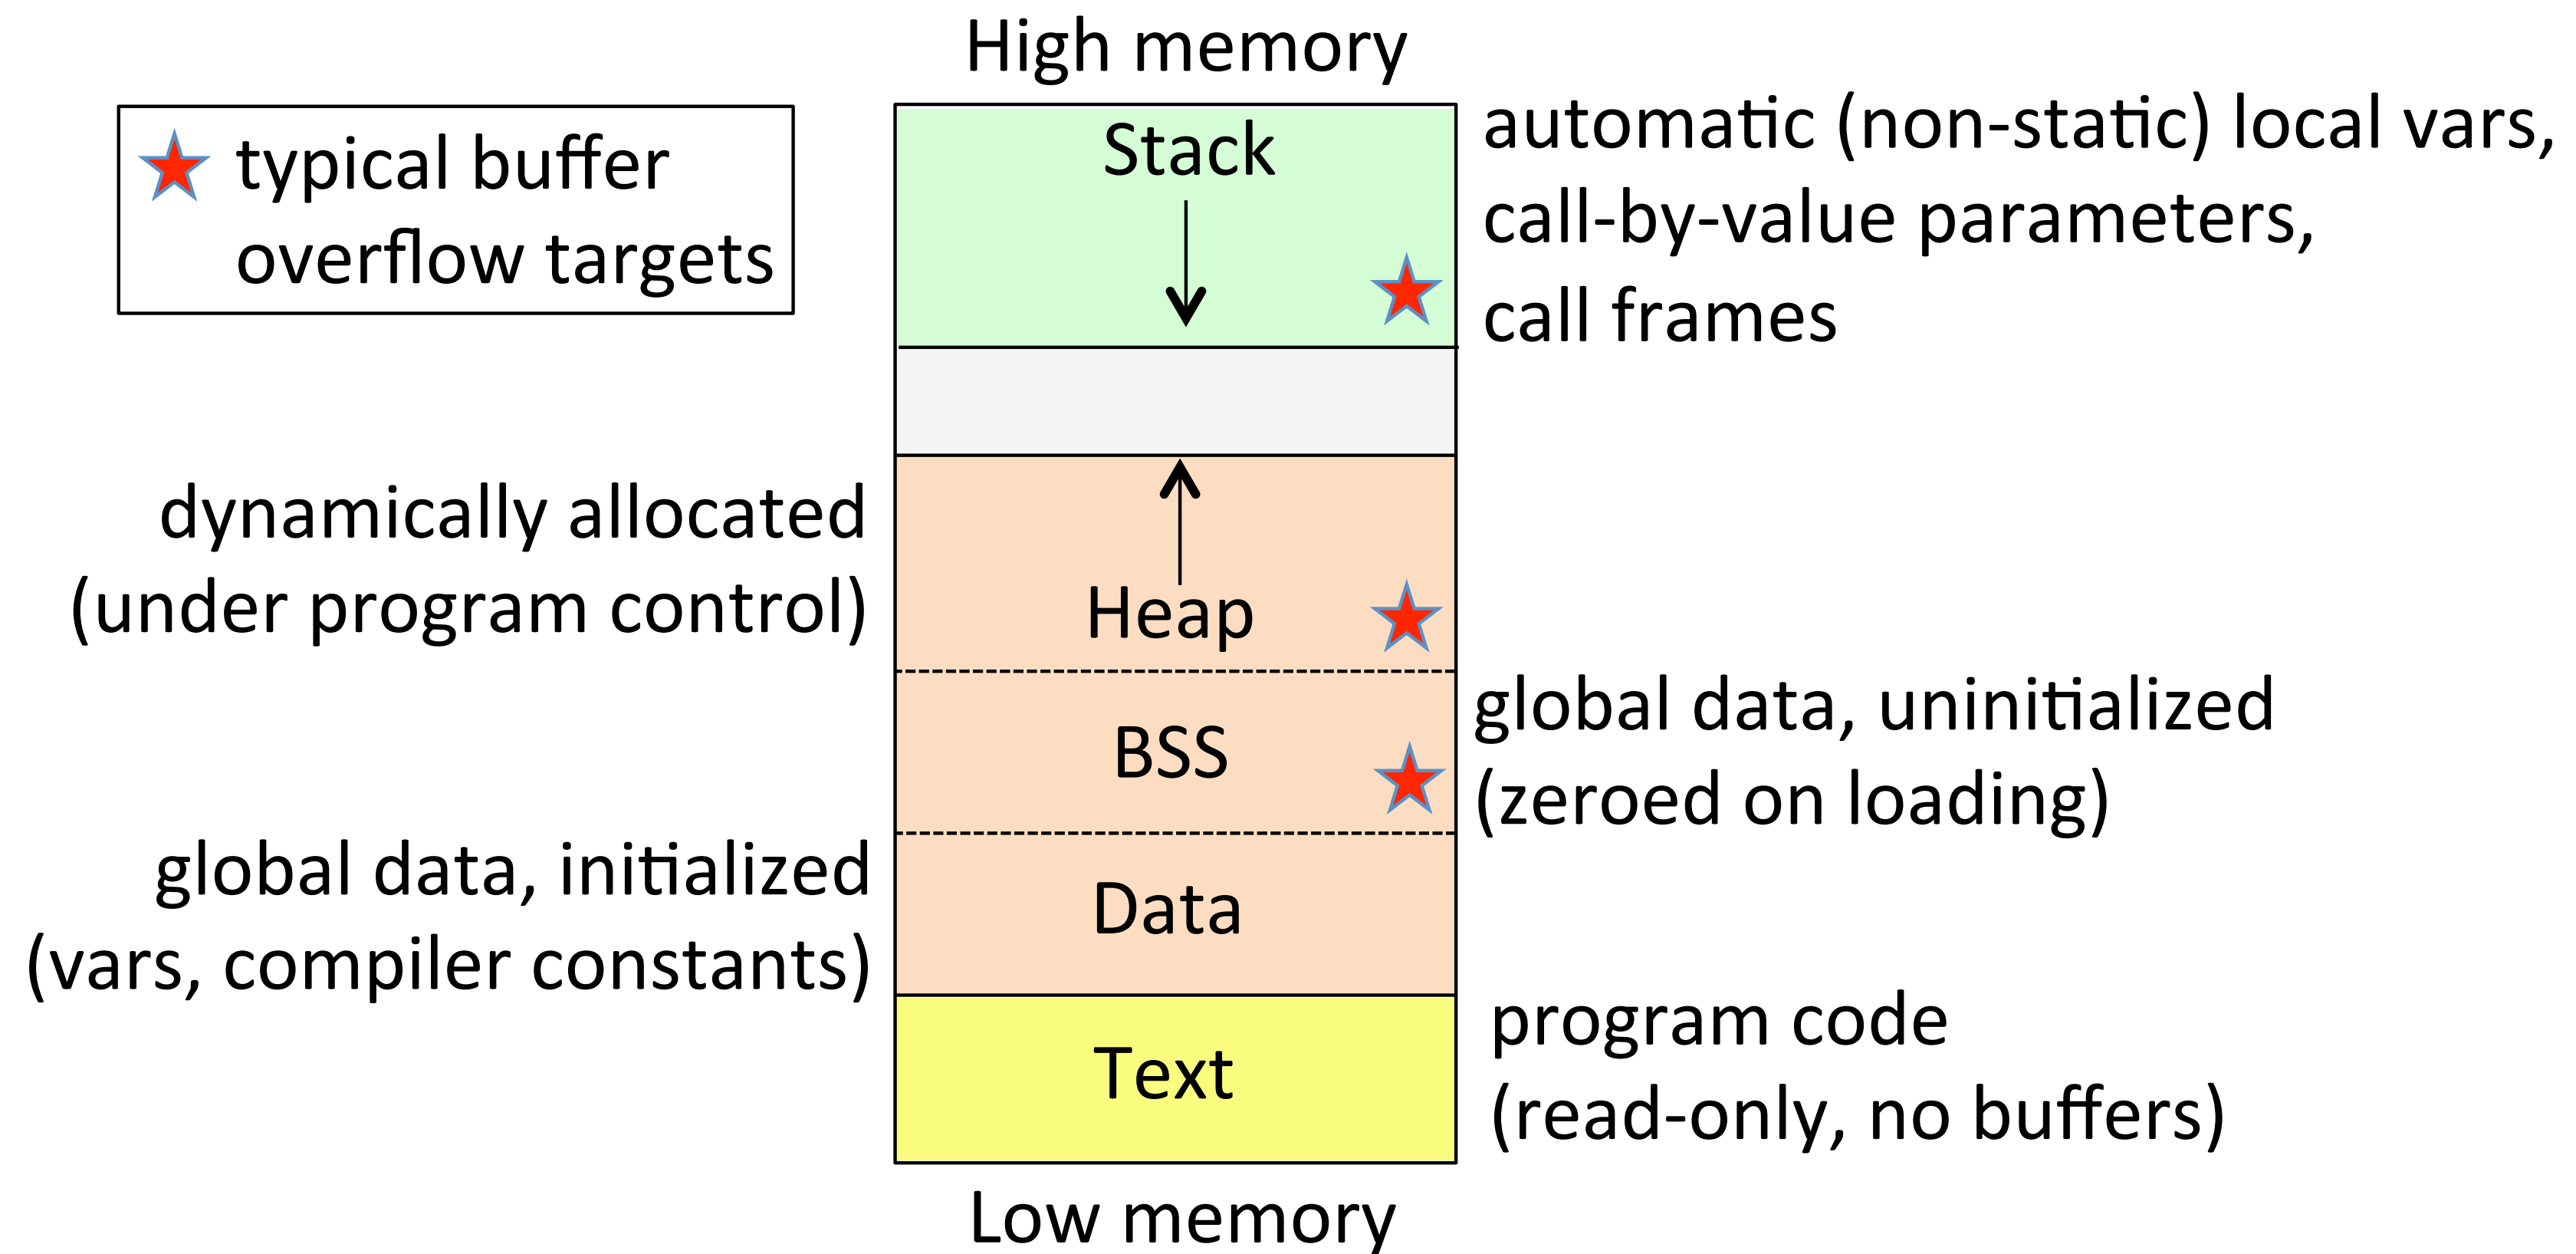 High memory
typical buffer
overflow targets
Stack
automatic (non-static) local vars,
call-by-value parameters,
call frames
dynamically allocated
(under program control)
Heap
BSS
global data, uninitialized
(zeroed on loading)
global data, initialized
(vars, compiler constants)
Data
Text
program code
(read-only, no buffers)
Low memory